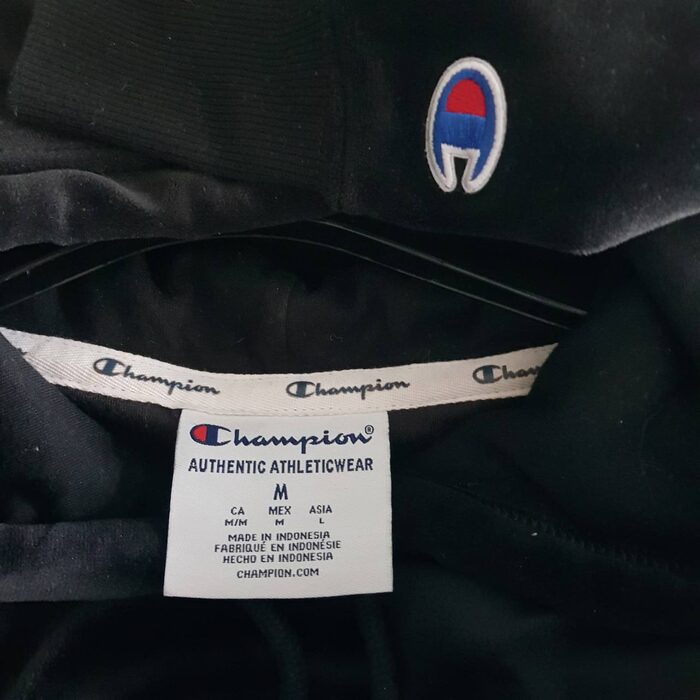 Champion Champion Cham
Champion®
AUTHENTIC ATHLETICWEAR
M
CA MEX ASIA
M/M M L
MADE IN INDONESIA
FABRIQUÉ EN INDONÉSIE
HECHO EN INDONESIA
CHAMPION.COM